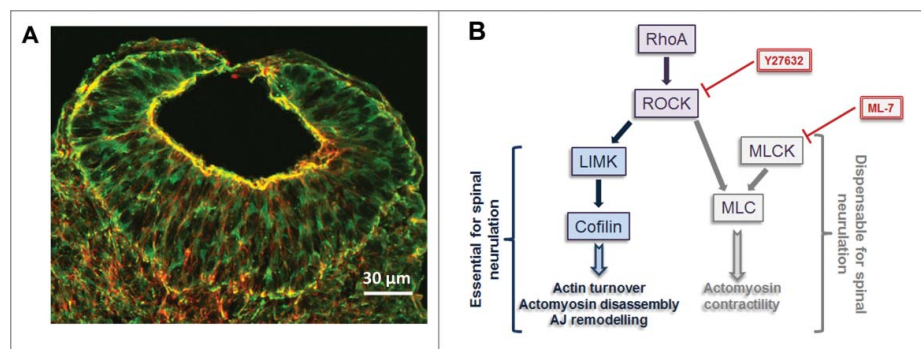 A
30 µm
B
RhoA
Y27632
ROCK
ML-7
LIMK
MLCK
MLC
Cofilin
Essential for spinal
neurulation
Dispensable for spinal
neurulation
Actin turnover
Actomyosin disassembly
AJ remodelling
Actomyosin
contractility